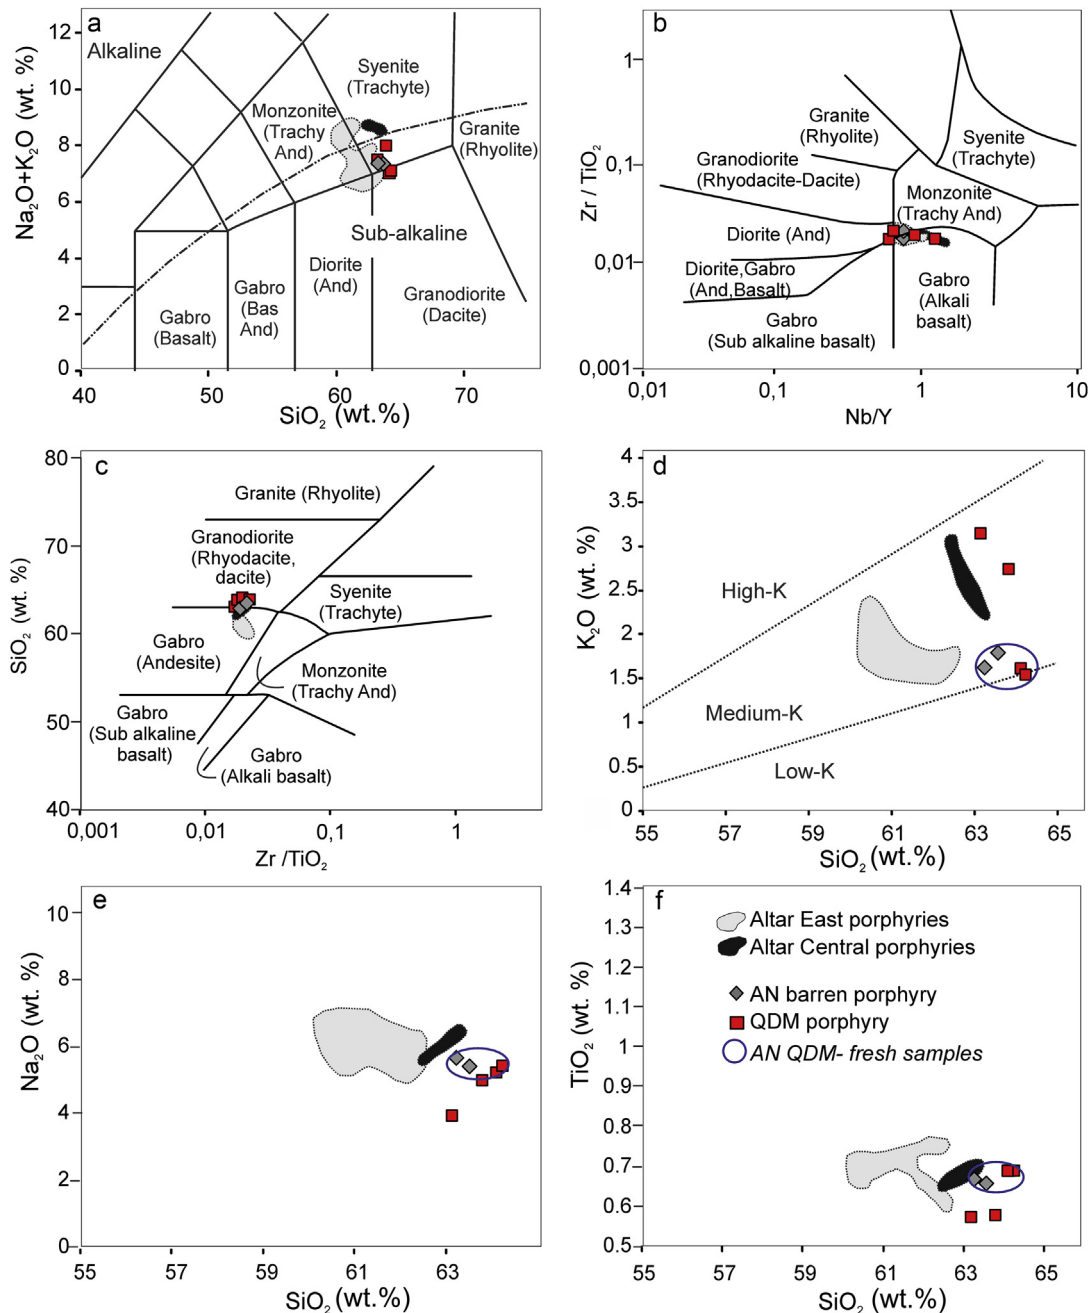 a
Alkaline
Syenite
(Trachyte)
Monzonite
(Trachy
And)
Granite
(Rhyolite)
Sub-alkaline
Diorite
(And)
Gabro
(Bas
And)
Gabro
(Basalt)
Granodiorite
(Dacite)
Na2O+K2O (wt. %)
12
10
8
6
4
2
0
40 50 60 70
SiO2 (wt.%)
b
Granite
(Rhyolite)
Syenite
(Trachyte)
Granodiorite
(Rhyodacite-Dacite)
Monzonite
(Trachy And)
Diorite (And)
Diorite,Gabro
(And,Basalt)
Gabro
(Alkali
basalt)
Gabro
(Sub alkaline basalt)
Zr / TiO2
1
0,1
0,01
0,001
0,01 0,1 1 10
Nb/Y
c
Granite (Rhyolite)
Granodiorite
(Rhyodacite,
dacite)
Syenite
(Trachyte)
Gabro
(Andesite)
Monzonite
(Trachy And)
Gabro
(Sub alkaline
basalt)
Gabro
(Alkali basalt)
SiO2 (wt. %)
80
70
60
50
40
0,001 0,01 0,1 1
Zr /TiO2
d
High-K
Medium-K
Low-K
K2O (wt. %)
4
3.5
3
2.5
2
1.5
1
0.5
0
55 57 59 61 63 65
SiO2 (wt.%)
e
Na2O (wt. %)
10
8
6
4
2
0
55 57 59 61 63
SiO2 (wt.%)
f
Altar East porphyries
Altar Central porphyries
AN barren porphyry
QDM porphyry
AN QDM- fresh samples
TiO2 (wt. %)
1.4
1.3
1.2
1.1
1
0.9
0.8
0.7
0.6
0.5
55 57 59 61 63 65
SiO2 (wt.%)